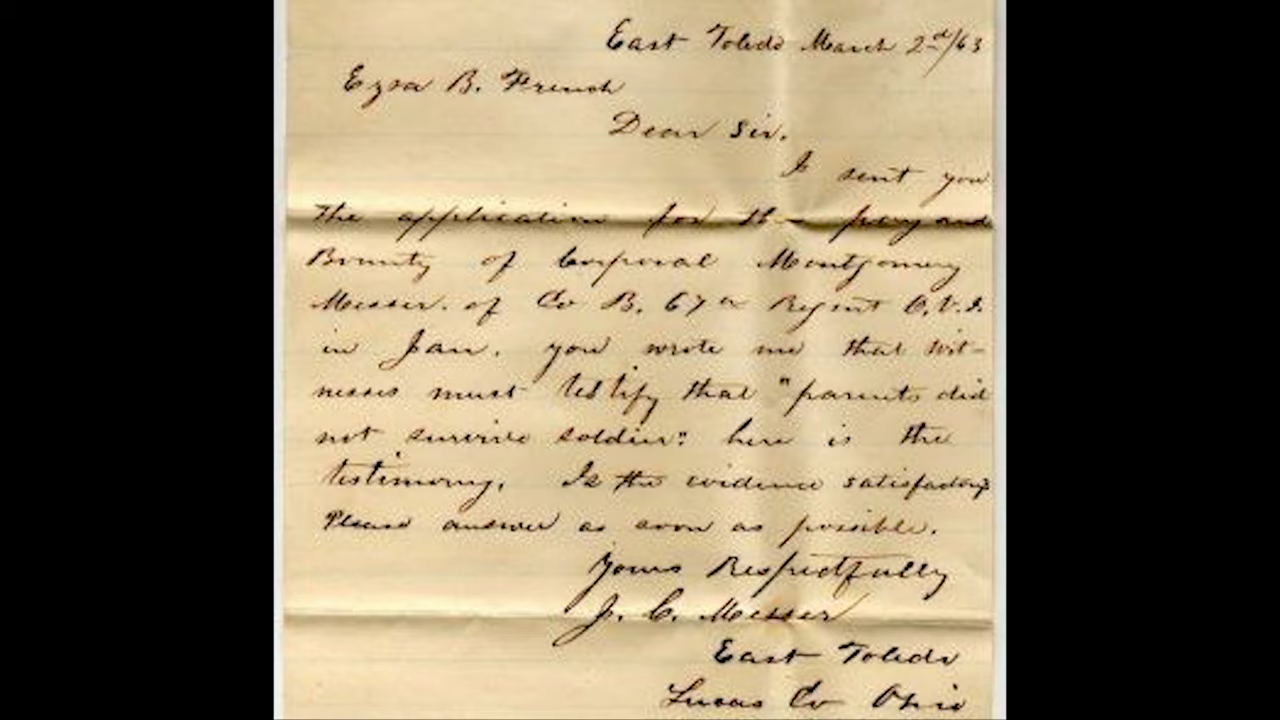 East Toledo March 2nd/63
Ezra B. French
Dear Sir.
I sent you
the application for the pay and
Bounty of Corporal Montgomery
Messer. of Co B. 67th Regmt O.V.I.
in Jan. you wrote me that wit-
nesses must testify that "parents did
not survive soldier". here is the
testimony. Is the evidence satisfactory?
Please answer as soon as possible.
Yours Respectfully
J. C. Messer
East Toledo
Lucas Co Ohio